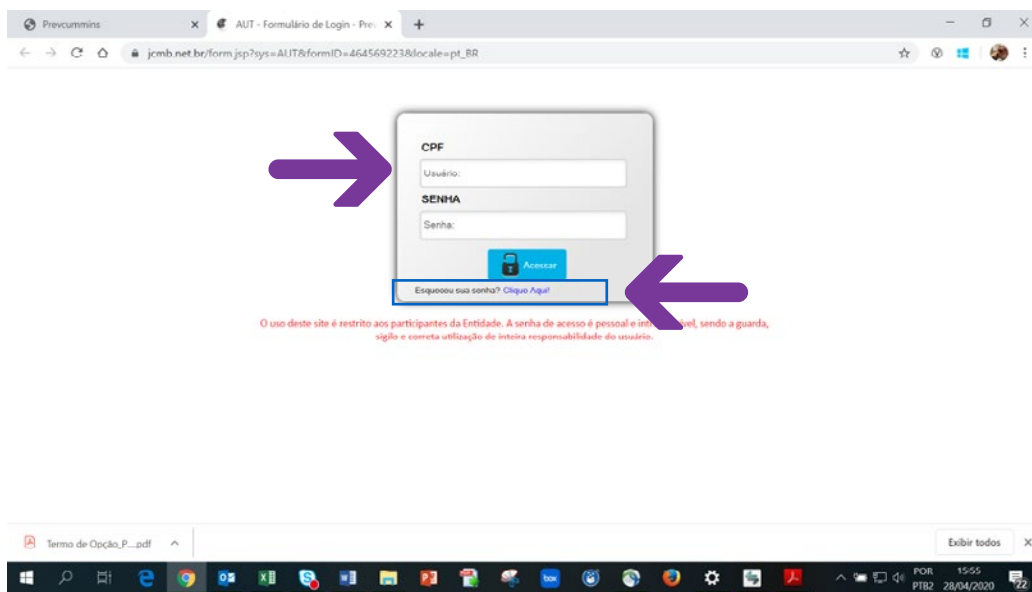 Prevcummins
AUT - Formulário de Login - Prev
jcmb.net.br/form.jsp?sys=AUT&formID=464569223&locale=pt_BR
CPF
Usuário:
SENHA
Senha:
Acessar
Esqueceu sua senha? Clique Aqui!
O uso deste site é restrito aos participantes da Entidade. A senha de acesso é pessoal e sendo a guarda,
sigilo e correta utilização de inteira responsabilidade do usuário.
Termo de Opção_P....pdf
Exibir todos
box
POR
15:55
PTB2
28/04/2020
22